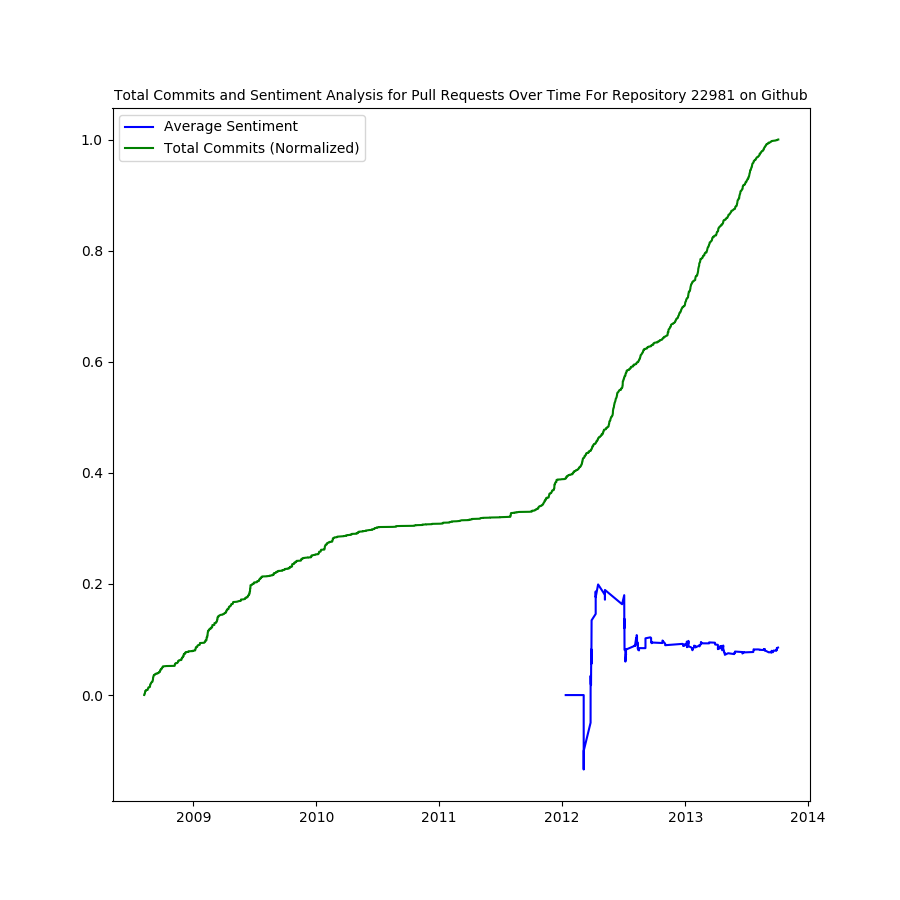 Total Commits and Sentiment Analysis for Pull Requests Over Time For Repository 22981 on Github
Average Sentiment
Total Commits (Normalized)
1.0
0.8
0.6
0.4
0.2
0.0
2009 2010 2011 2012 2013 2014